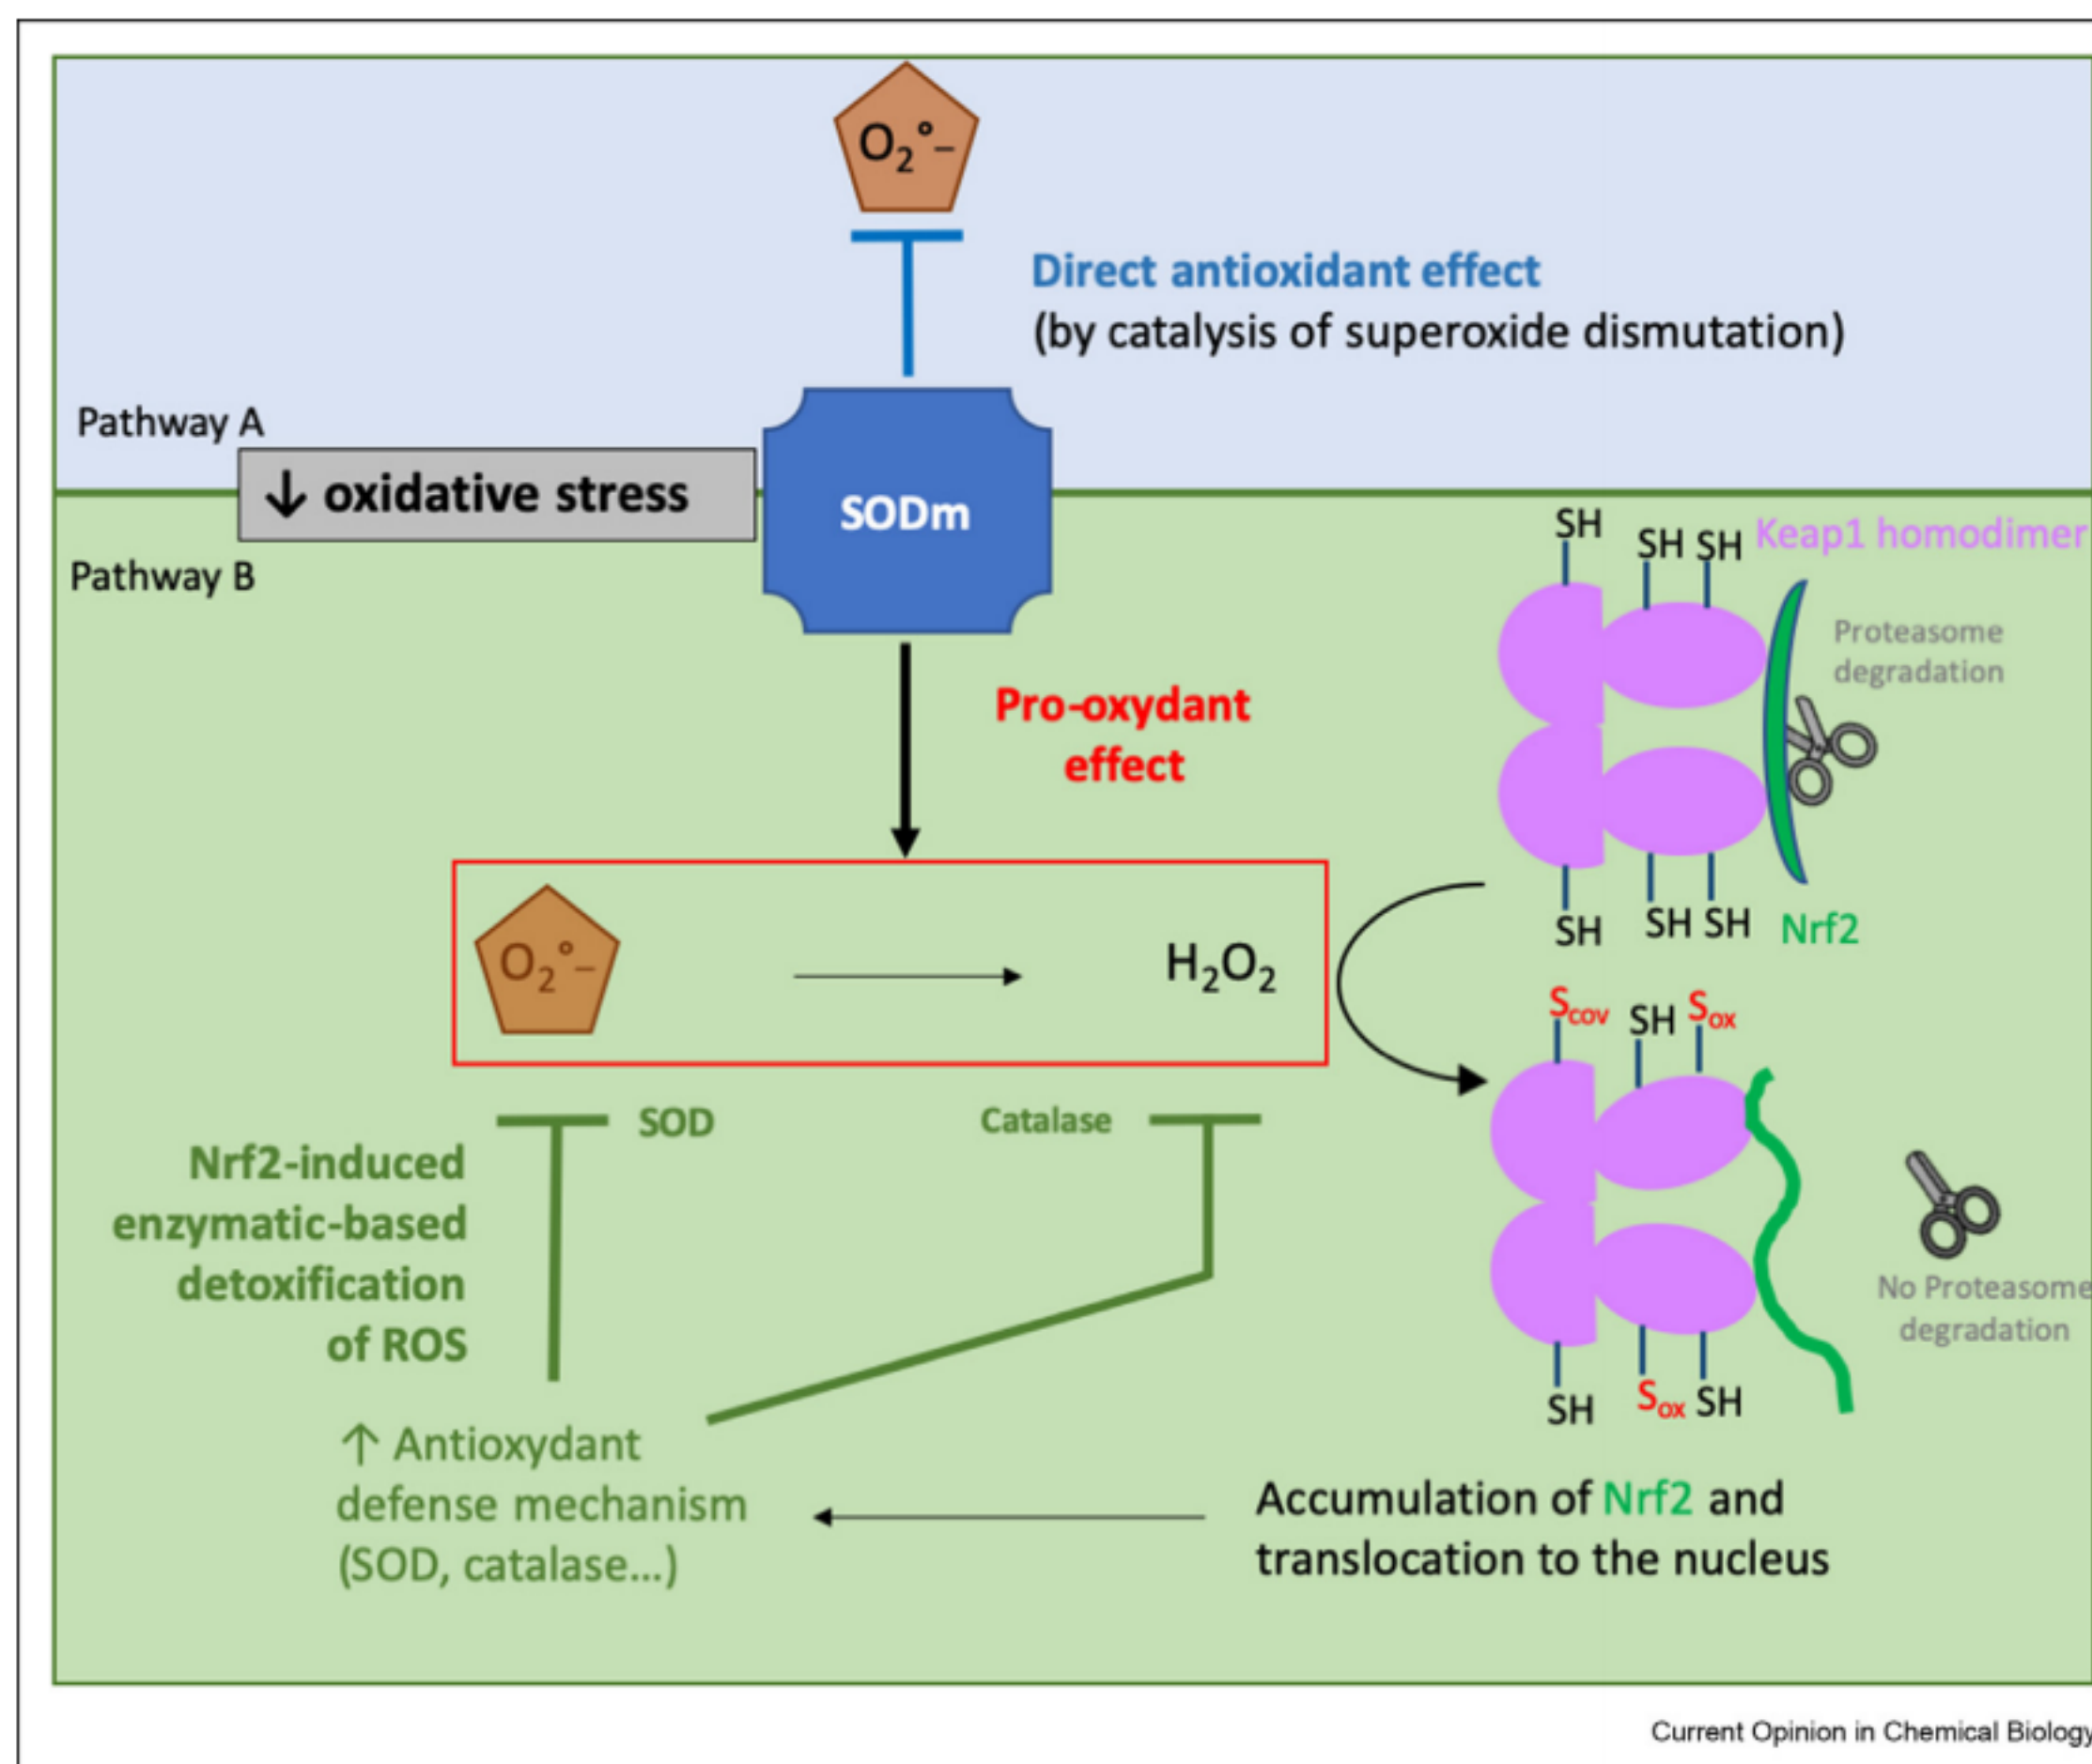 O₂°–
Direct antioxidant effect
(by catalysis of superoxide dismutation)
Pathway A
↓ oxidative stress
SODm
Pathway B
SH
SH SH
Keap1 homodimer
Proteasome
degradation
Pro-oxydant
effect
SH
SH SH
Nrf2
O₂°–
H₂O₂
Scov
SH
Sox
SOD
Catalase
Nrf2-induced
enzymatic-based
detoxification
of ROS
No Proteasome
degradation
SH
Sox
SH
↑ Antioxydant
defense mechanism
(SOD, catalase...)
Accumulation of Nrf2 and
translocation to the nucleus
Current Opinion in Chemical Biology